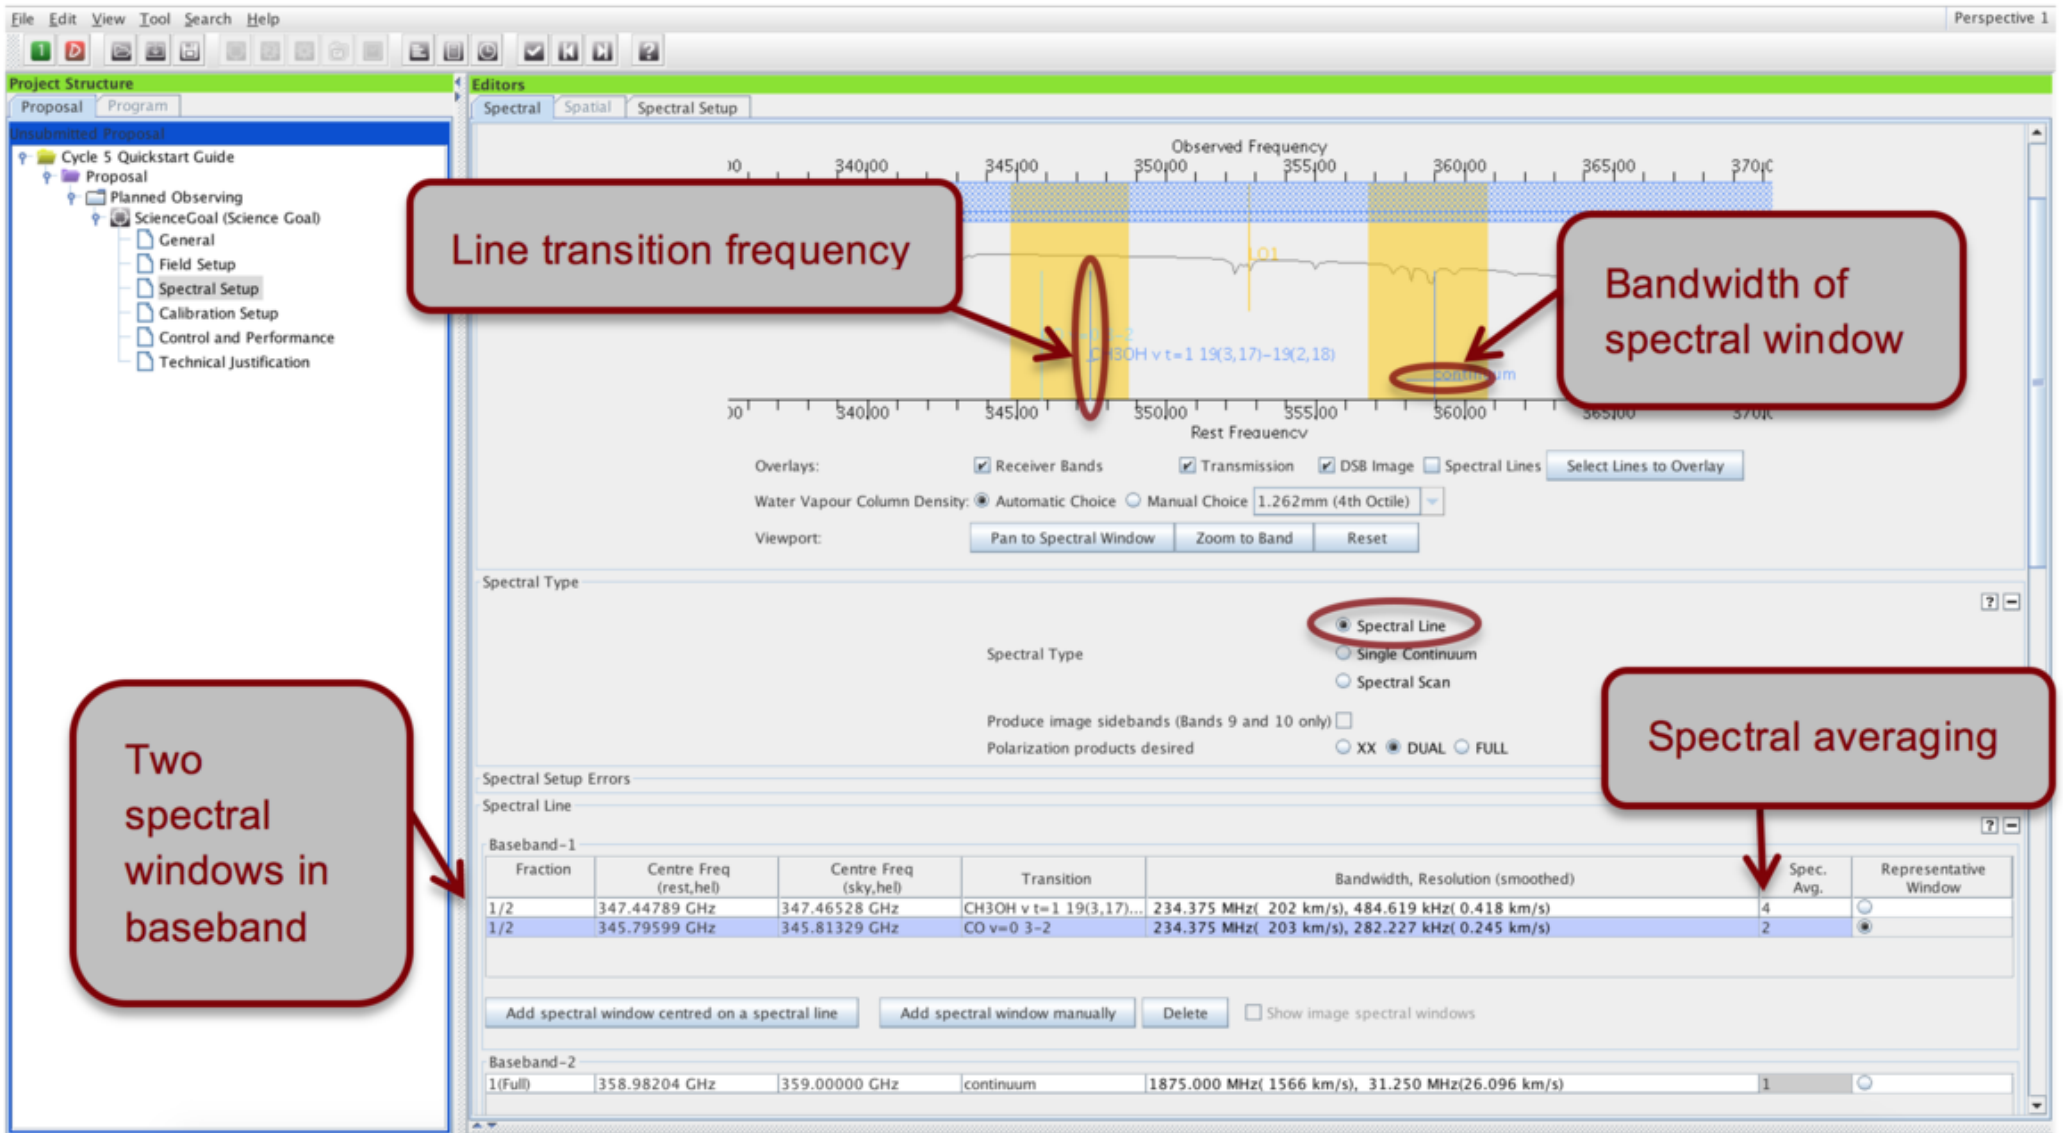 File Edit View Tool Search Help
Perspective 1
Project Structure
Proposal Program
Unsubmitted Proposal
Cycle 5 Quickstart Guide
Proposal
Planned Observing
ScienceGoal (Science Goal)
General
Field Setup
Spectral Setup
Calibration Setup
Control and Performance
Technical Justification
Editors
Spectral Spatial Spectral Setup
Observed Frequency
340.00 345.00 350.00 355.00 360.00 365.00
Line transition frequency
LO1
Bandwidth of
spectral window
CH3OH v t=1 19(3,17)-19(2,18)
continuum
340.00 345.00 350.00 355.00 360.00 365.00
Rest Frequency
Overlays: Receiver Bands Transmission DSB Image Spectral Lines Select Lines to Overlay
Water Vapour Column Density: Automatic Choice Manual Choice 1.262mm (4th Octile)
Viewport: Pan to Spectral Window Zoom to Band Reset
Spectral Type
? −
Spectral Line
Spectral Type Single Continuum
Spectral Scan
Produce image sidebands (Bands 9 and 10 only)
Polarization products desired XX DUAL FULL
Spectral averaging
Two
spectral
windows in
baseband
Spectral Setup Errors
Spectral Line
? −
Baseband-1
Fraction Centre Freq (rest,hel) Centre Freq (sky,hel) Transition Bandwidth, Resolution (smoothed) Spec. Avg. Representative Window
1/2 347.44789 GHz 347.46528 GHz CH3OH v t=1 19(3,17)... 234.375 MHz( 202 km/s), 484.619 kHz( 0.418 km/s) 4
1/2 345.79599 GHz 345.81329 GHz CO v=0 3-2 234.375 MHz( 203 km/s), 282.227 kHz( 0.245 km/s) 2
Add spectral window centred on a spectral line Add spectral window manually Delete Show image spectral windows
Baseband-2
1(Full) 358.98204 GHz 359.00000 GHz continuum 1875.000 MHz( 1566 km/s), 31.250 MHz(26.096 km/s) 1